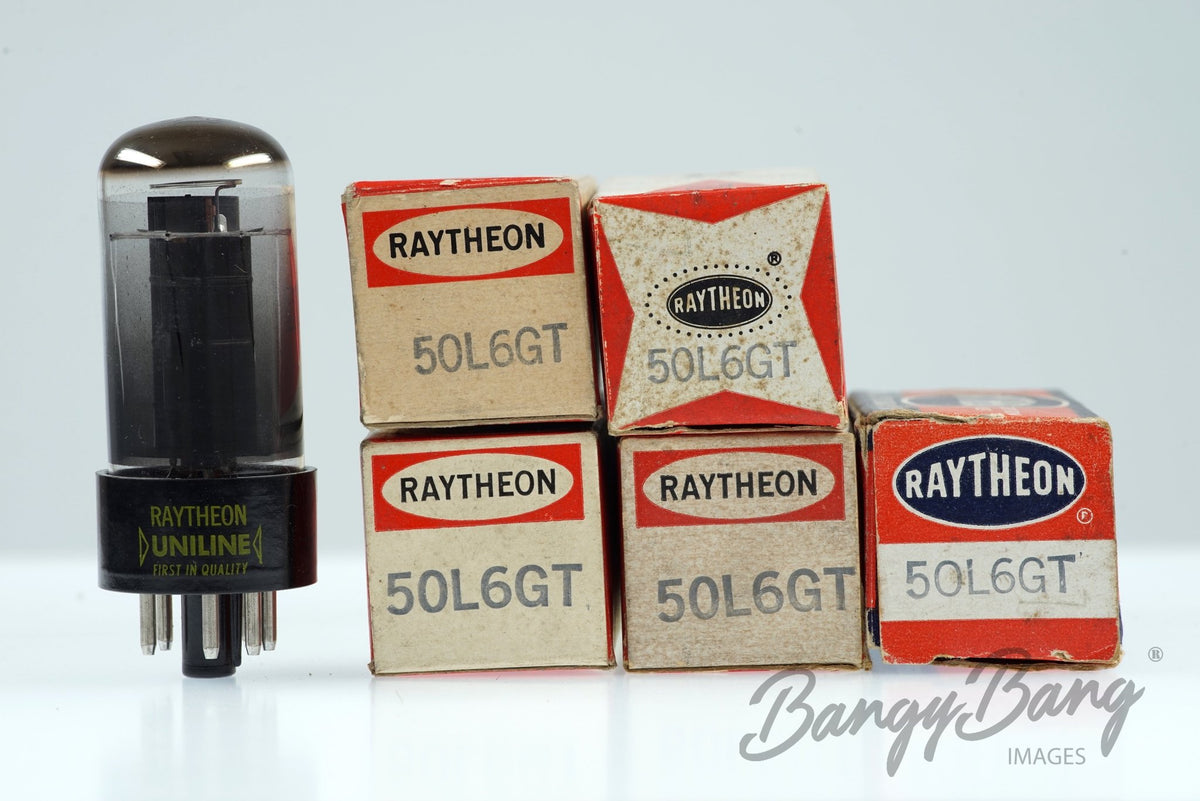 RAYTHEON
UNILINE
FIRST IN QUALITY
RAYTHEON
50L6GT
RAYTHEON®
50L6GT
RAYTHEON
50L6GT
RAYTHEON
50L6GT
RAYTHEON®
50L6GT
BangyBang®
IMAGES